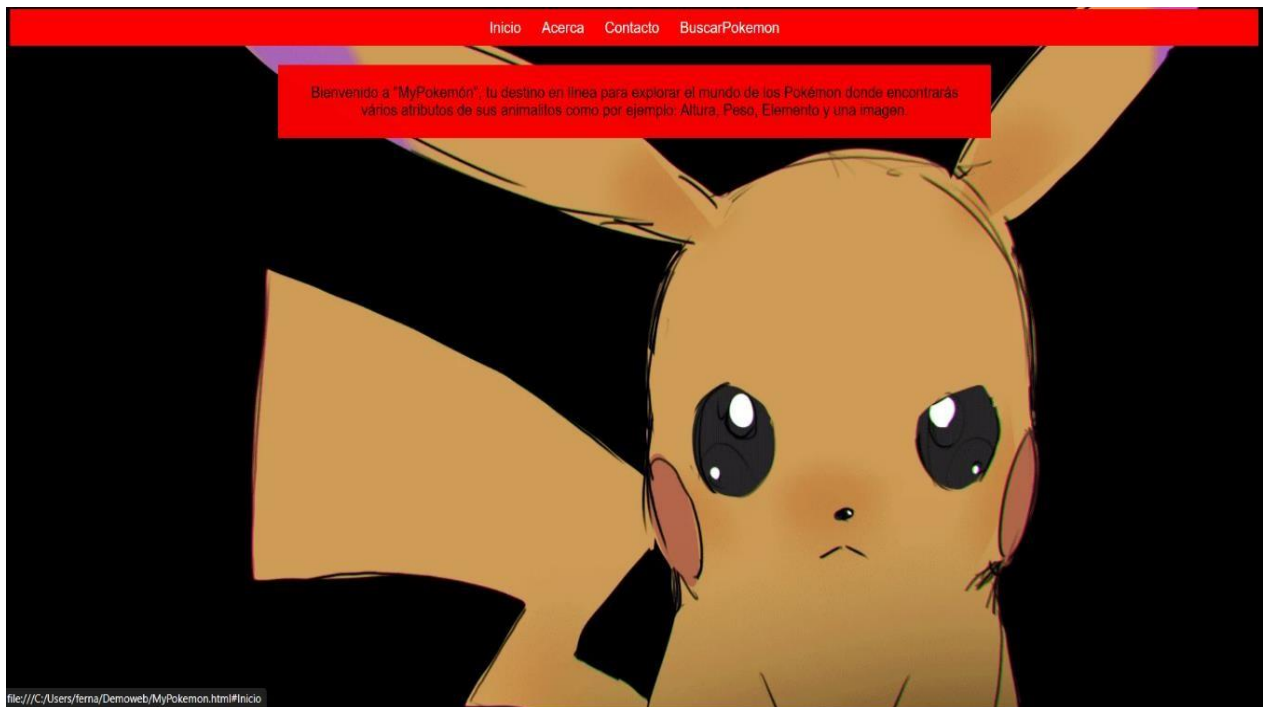 Inicio Acerca Contacto BuscarPokemon
Bienvenido a "MyPokemón", tu destino en línea para explorar el mundo de los Pokémon donde encontrarás
vários atributos de sus animalitos como por ejemplo: Altura, Peso, Elemento y una imagen.
file:///C:/Users/ferna/Demoweb/MyPokemon.html#Inicio